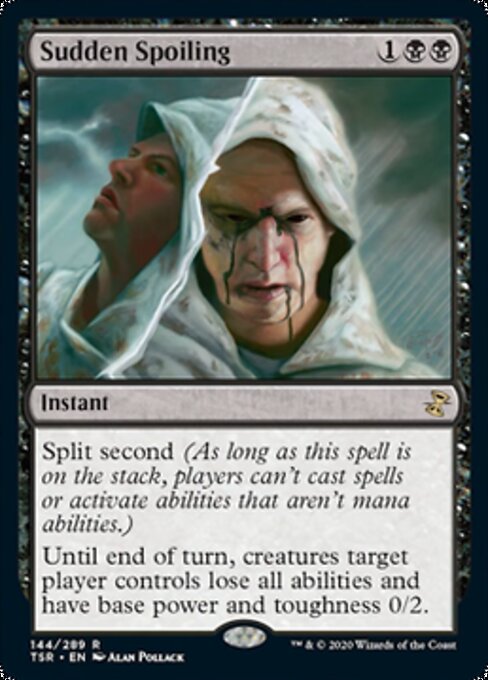 Sudden Spoiling 1
Instant
Split second (As long as this spell is
on the stack, players can't cast spells
or activate abilities that aren't mana
abilities.)
Until end of turn, creatures target
player controls lose all abilities and
have base power and toughness 0/2.
144/289 R
TSR • EN Alan Pollack
™ & © 2020 Wizards of the Coast